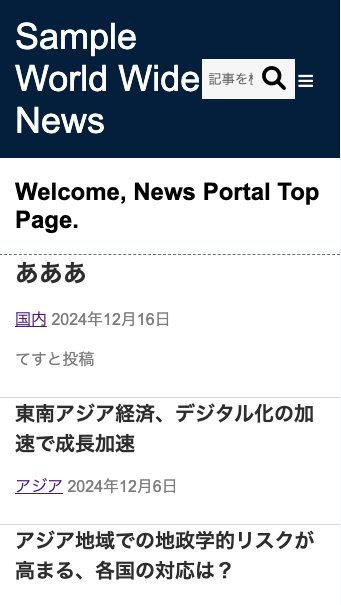 Sample
World Wide
News
記事を検
Welcome, News Portal Top
Page.
あああ
国内 2024年12月16日
てすと投稿
東南アジア経済、デジタル化の加
速で成長加速
アジア 2024年12月6日
アジア地域での地政学的リスクが
高まる、各国の対応は？